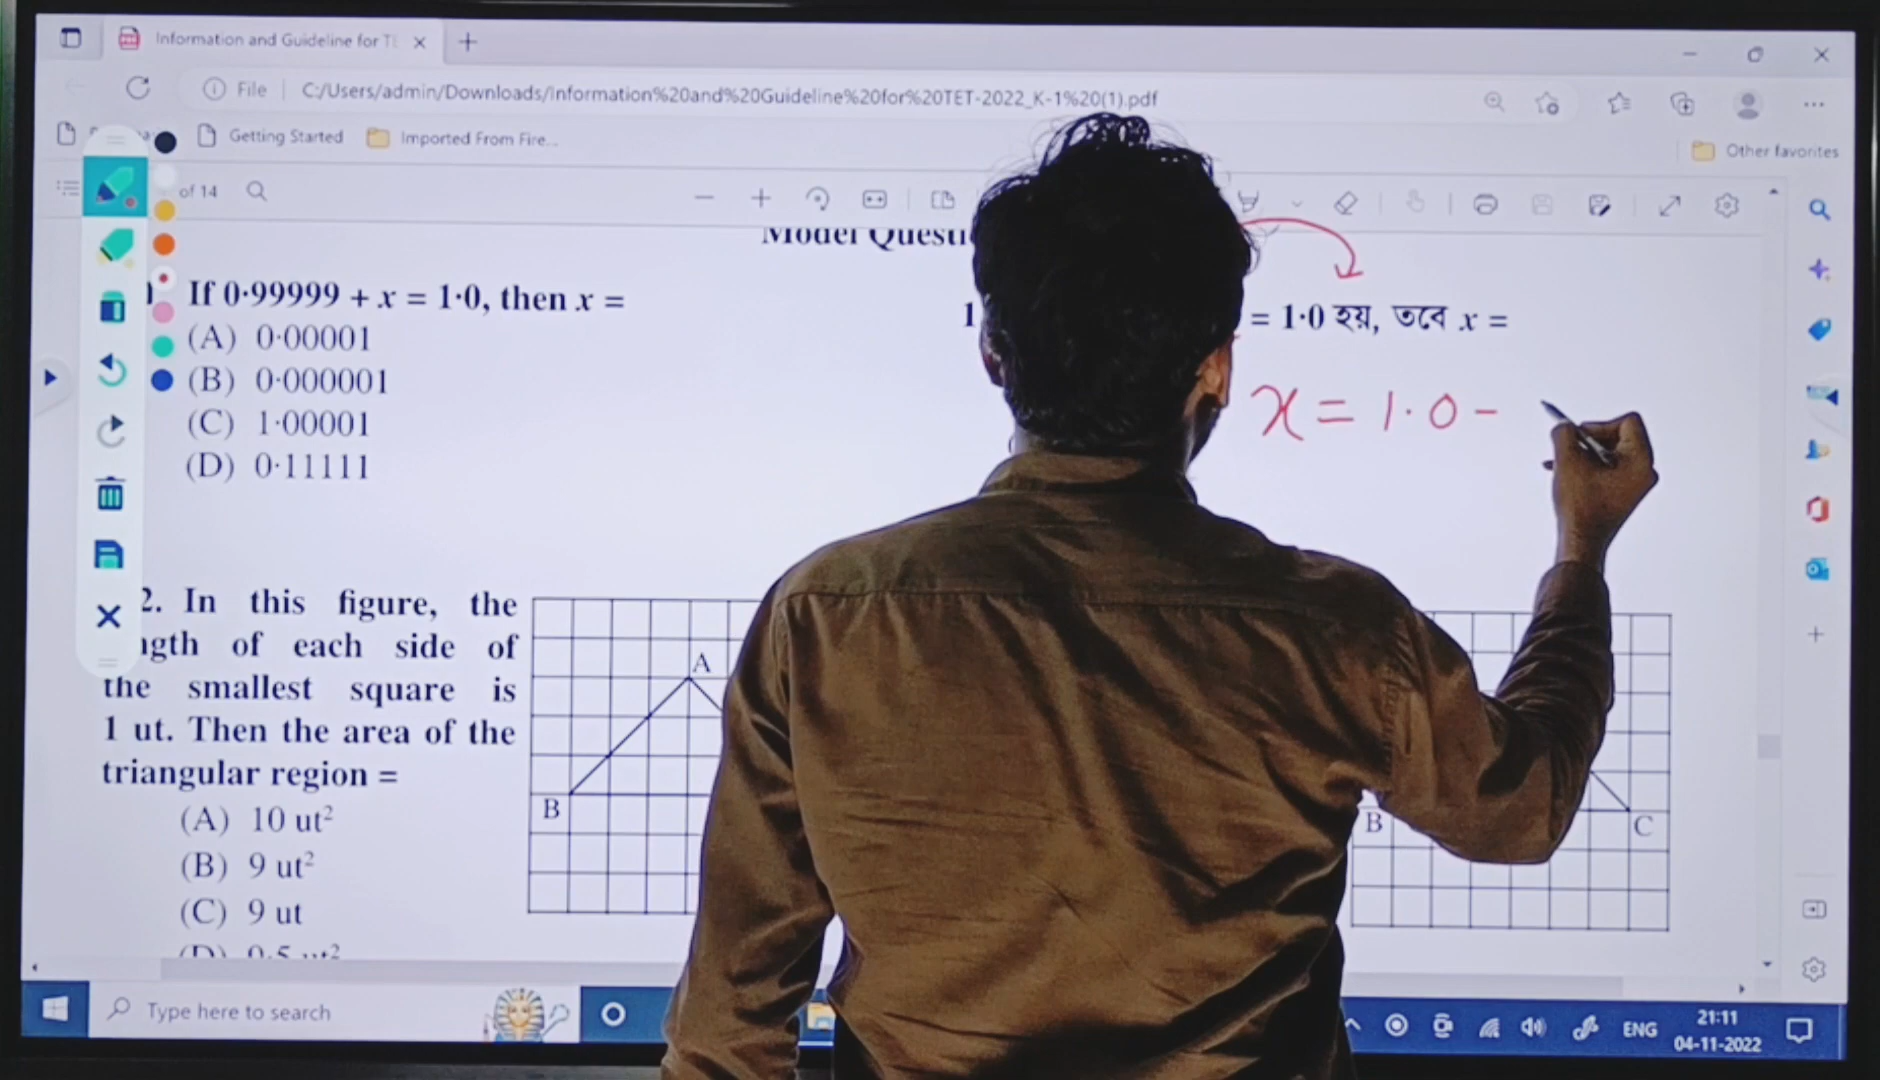 Information and Guideline for TE
File
C:/Users/admin/Downloads/Information%20and%20Guideline%20for%20TET-2022_K-1%20(1).pdf
Getting Started
Imported From Fire...
Other favorites
of 14
Model Questi
If 0·99999 + x = 1·0, then x =
(A) 0·00001
(B) 0·000001
(C) 1·00001
(D) 0·11111
1
= 1·0 হয়, তবে x =
x = 1.0 -
2. In this figure, the
ngth of each side of
the smallest square is
1 ut. Then the area of the
triangular region =
(A) 10 ut²
(B) 9 ut²
(C) 9 ut
A
B
B
C
Type here to search
ENG
21:11
04-11-2022